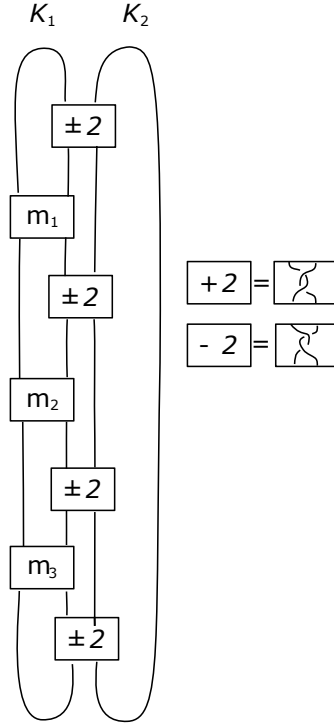 K1 K2
±2
m1
±2
+2 =
- 2 =
m2
±2
m3
±2